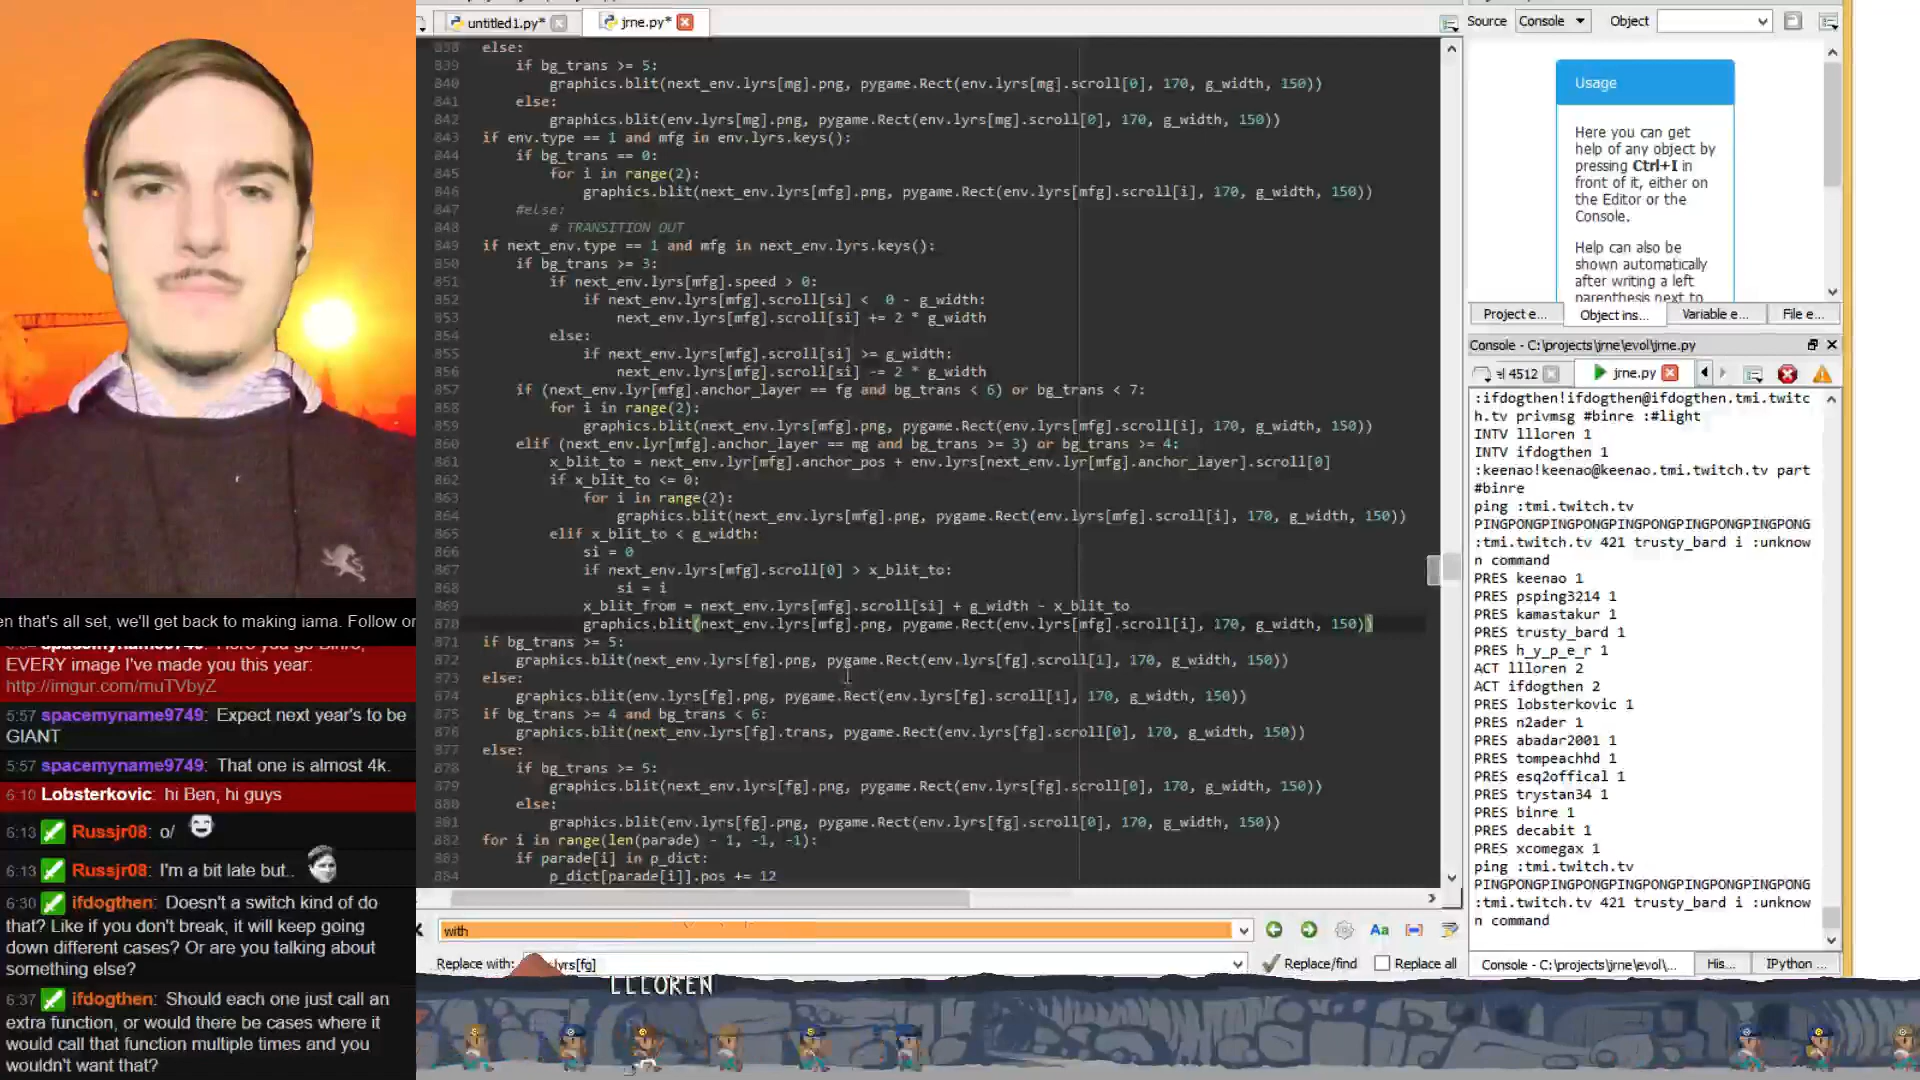 untitled1.py*
jrne.py*
Source
Console
Object
838 else:
839 if bg_trans >= 5:
840 graphics.blit(next_env.lyrs[mg].png, pygame.Rect(env.lyrs[mg].scroll[0], 170, g_width, 150))
841 else:
842 graphics.blit(env.lyrs[mg].png, pygame.Rect(env.lyrs[mg].scroll[0], 170, g_width, 150))
843 if env.type == 1 and mfg in env.lyrs.keys():
844 if bg_trans == 0:
845 for i in range(2):
846 graphics.blit(next_env.lyrs[mfg].png, pygame.Rect(env.lyrs[mfg].scroll[i], 170, g_width, 150))
847 #else:
848 # TRANSITION OUT
849 if next_env.type == 1 and mfg in next_env.lyrs.keys():
850 if bg_trans >= 3:
851 if next_env.lyrs[mfg].speed > 0:
852 if next_env.lyrs[mfg].scroll[si] < 0 - g_width:
853 next_env.lyrs[mfg].scroll[si] += 2 * g_width
854 else:
855 if next_env.lyrs[mfg].scroll[si] >= g_width:
856 next_env.lyrs[mfg].scroll[si] -= 2 * g_width
857 if (next_env.lyr[mfg].anchor_layer == fg and bg_trans < 6) or bg_trans < 7:
858 for i in range(2):
859 graphics.blit(next_env.lyrs[mfg].png, pygame.Rect(env.lyrs[mfg].scroll[i], 170, g_width, 150))
860 elif (next_env.lyr[mfg].anchor_layer == mg and bg_trans >= 3) or bg_trans >= 4:
861 x_blit_to = next_env.lyr[mfg].anchor_pos + env.lyrs[next_env.lyr[mfg].anchor_layer].scroll[0]
862 if x_blit_to <= 0:
863 for i in range(2):
864 graphics.blit(next_env.lyrs[mfg].png, pygame.Rect(env.lyrs[mfg].scroll[i], 170, g_width, 150))
865 elif x_blit_to < g_width:
866 si = 0
867 if next_env.lyrs[mfg].scroll[0] > x_blit_to:
868 si = i
869 x_blit_from = next_env.lyrs[mfg].scroll[si] + g_width - x_blit_to
870 graphics.blit(next_env.lyrs[mfg].png, pygame.Rect(env.lyrs[mfg].scroll[i], 170, g_width, 150))
871 if bg_trans >= 5:
872 graphics.blit(next_env.lyrs[fg].png, pygame.Rect(env.lyrs[fg].scroll[1], 170, g_width, 150))
873 else:
874 graphics.blit(env.lyrs[fg].png, pygame.Rect(env.lyrs[fg].scroll[1], 170, g_width, 150))
875 if bg_trans >= 4 and bg_trans < 6:
876 graphics.blit(next_env.lyrs[fg].trans, pygame.Rect(env.lyrs[fg].scroll[0], 170, g_width, 150))
877 else:
878 if bg_trans >= 5:
879 graphics.blit(next_env.lyrs[fg].png, pygame.Rect(env.lyrs[fg].scroll[0], 170, g_width, 150))
880 else:
881 graphics.blit(env.lyrs[fg].png, pygame.Rect(env.lyrs[fg].scroll[0], 170, g_width, 150))
882 for i in range(len(parade) - 1, -1, -1):
883 if parade[i] in p_dict:
884 p_dict[parade[i]].pos += 12
with
Aa
Replace with:
lyrs[fg]
Replace/find
Replace all
Usage
Here you can get
help of any object by
pressing Ctrl+I in
front of it, either on
the Editor or the
Console.
Help can also be
shown automatically
after writing a left
parenthesis next to
Project e...
Object ins...
Variable e...
File e...
Console - C:\projects\jrne\evol\jrne.py
4512
jrne.py
:ifdogthen!ifdogthen@ifdogthen.tmi.twitc
h.tv privmsg #binre :#light
INTV llloren 1
INTV ifdogthen 1
:keenao!keenao@keenao.tmi.twitch.tv part
#binre
ping :tmi.twitch.tv
PINGPONGPINGPONGPINGPONGPINGPONGPINGPONG
:tmi.twitch.tv 421 trusty_bard i :unknow
n command
PRES keenao 1
PRES psping3214 1
PRES kamastakur 1
PRES trusty_bard 1
PRES h_y_p_e_r 1
ACT llloren 2
ACT ifdogthen 2
PRES lobsterkovic 1
PRES n2ader 1
PRES abadar2001 1
PRES tompeachhd 1
PRES esq2offical 1
PRES trystan34 1
PRES binre 1
PRES decabit 1
PRES xcomegax 1
ping :tmi.twitch.tv
PINGPONGPINGPONGPINGPONGPINGPONGPINGPONG
:tmi.twitch.tv 421 trusty_bard i :unknow
n command
Console - C:\projects\jrne\evol\...
His...
IPython ...
en that's all set, we'll get back to making iama. Follow or
EVERY image I've made you this year:
http://imgur.com/muTVbyZ
5:57 spacemyname9749: Expect next year's to be
GIANT
5:57 spacemyname9749: That one is almost 4k.
6:10 Lobsterkovic: hi Ben, hi guys
6:13 Russjr08: o/
6:13 Russjr08: I'm a bit late but..
6:30 ifdogthen: Doesn't a switch kind of do
that? Like if you don't break, it will keep going
down different cases? Or are you talking about
something else?
6:37 ifdogthen: Should each one just call an
extra function, or would there be cases where it
would call that function multiple times and you
wouldn't want that?
LLLOREN